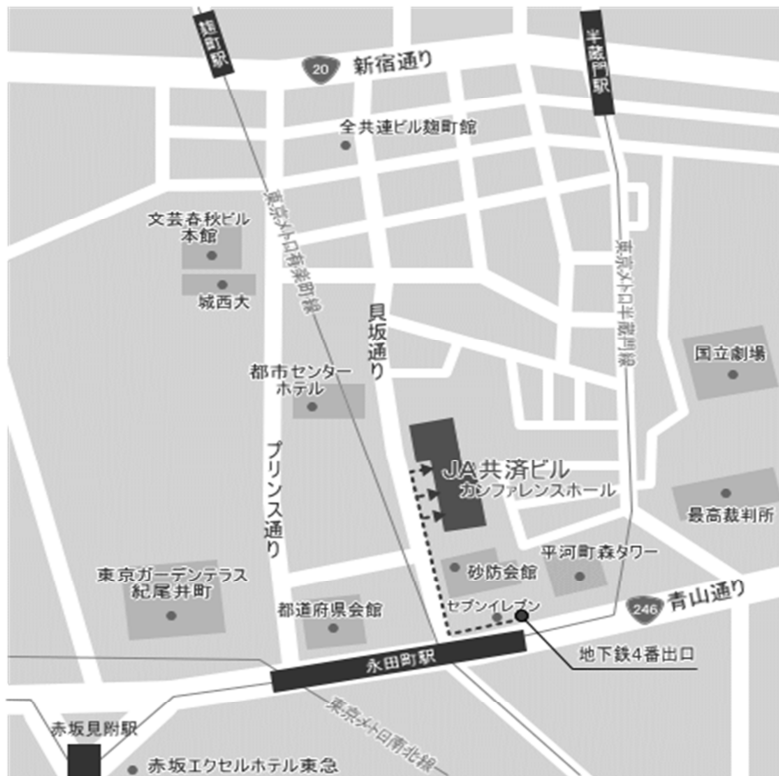 麹町駅
半蔵門駅
20
新宿通り
全共連ビル麹町館
文芸春秋ビル
本館
東京メトロ有楽町線
東京メトロ半蔵門線
城西大
貝坂通り
国立劇場
都市センター
ホテル
プリンス通り
JA共済ビル
カンファレンスホール
最高裁判所
平河町森タワー
砂防会館
東京ガーデンテラス
紀尾井町
都道府県会館
セブンイレブン
246
青山通り
地下鉄4番出口
永田町駅
東京メトロ南北線
赤坂見附駅
赤坂エクセルホテル東急